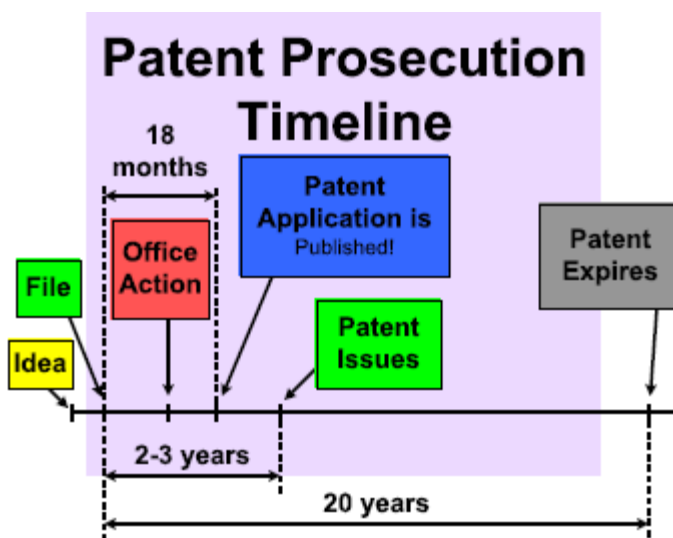 Patent Prosecution
Timeline
18
months
Patent
Application is
Published!
Office
Action
Patent
Expires
File
Patent
Issues
Idea
2-3 years
20 years